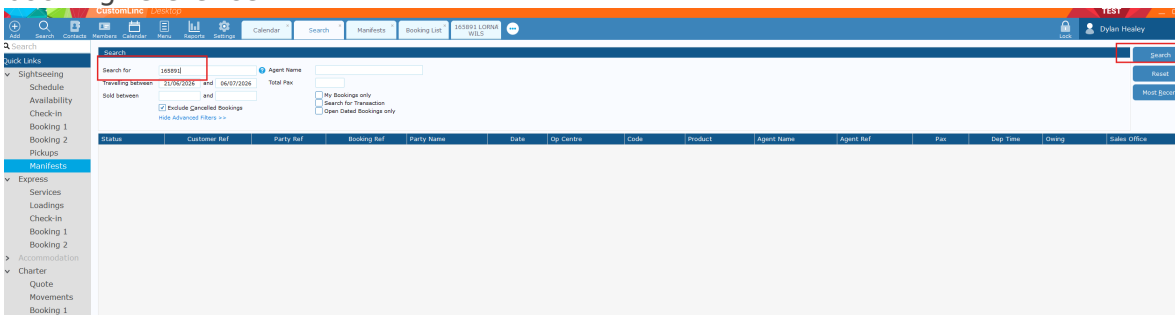 CustomLinc Desktop
TEST
Add Search Contacts Members Calendar Menu Reports Settings
Calendar Search Manifests Booking List 163891 LORNA WILS
Lock Dylan Healey
Search
Quick Links
Sightseeing
Schedule
Availability
Check-in
Booking 1
Booking 2
Pickups
Manifests
Express
Services
Loadings
Check-in
Booking 1
Booking 2
Accommodation
Charter
Quote
Movements
Booking 1
Search
Search for 165891 Agent Name
Travelling between 21/06/2026 and 06/07/2026 Total Pax
Sold between and My Bookings only
Search for Transaction
Exclude Cancelled Bookings Open Dated Bookings only
Hide Advanced Filters >>
Search
Reset
Most Recent
Status Customer Ref Party Ref Booking Ref Party Name Date Op Centre Code Product Agent Name Agent Ref Pax Dep Time Owing Sales Office